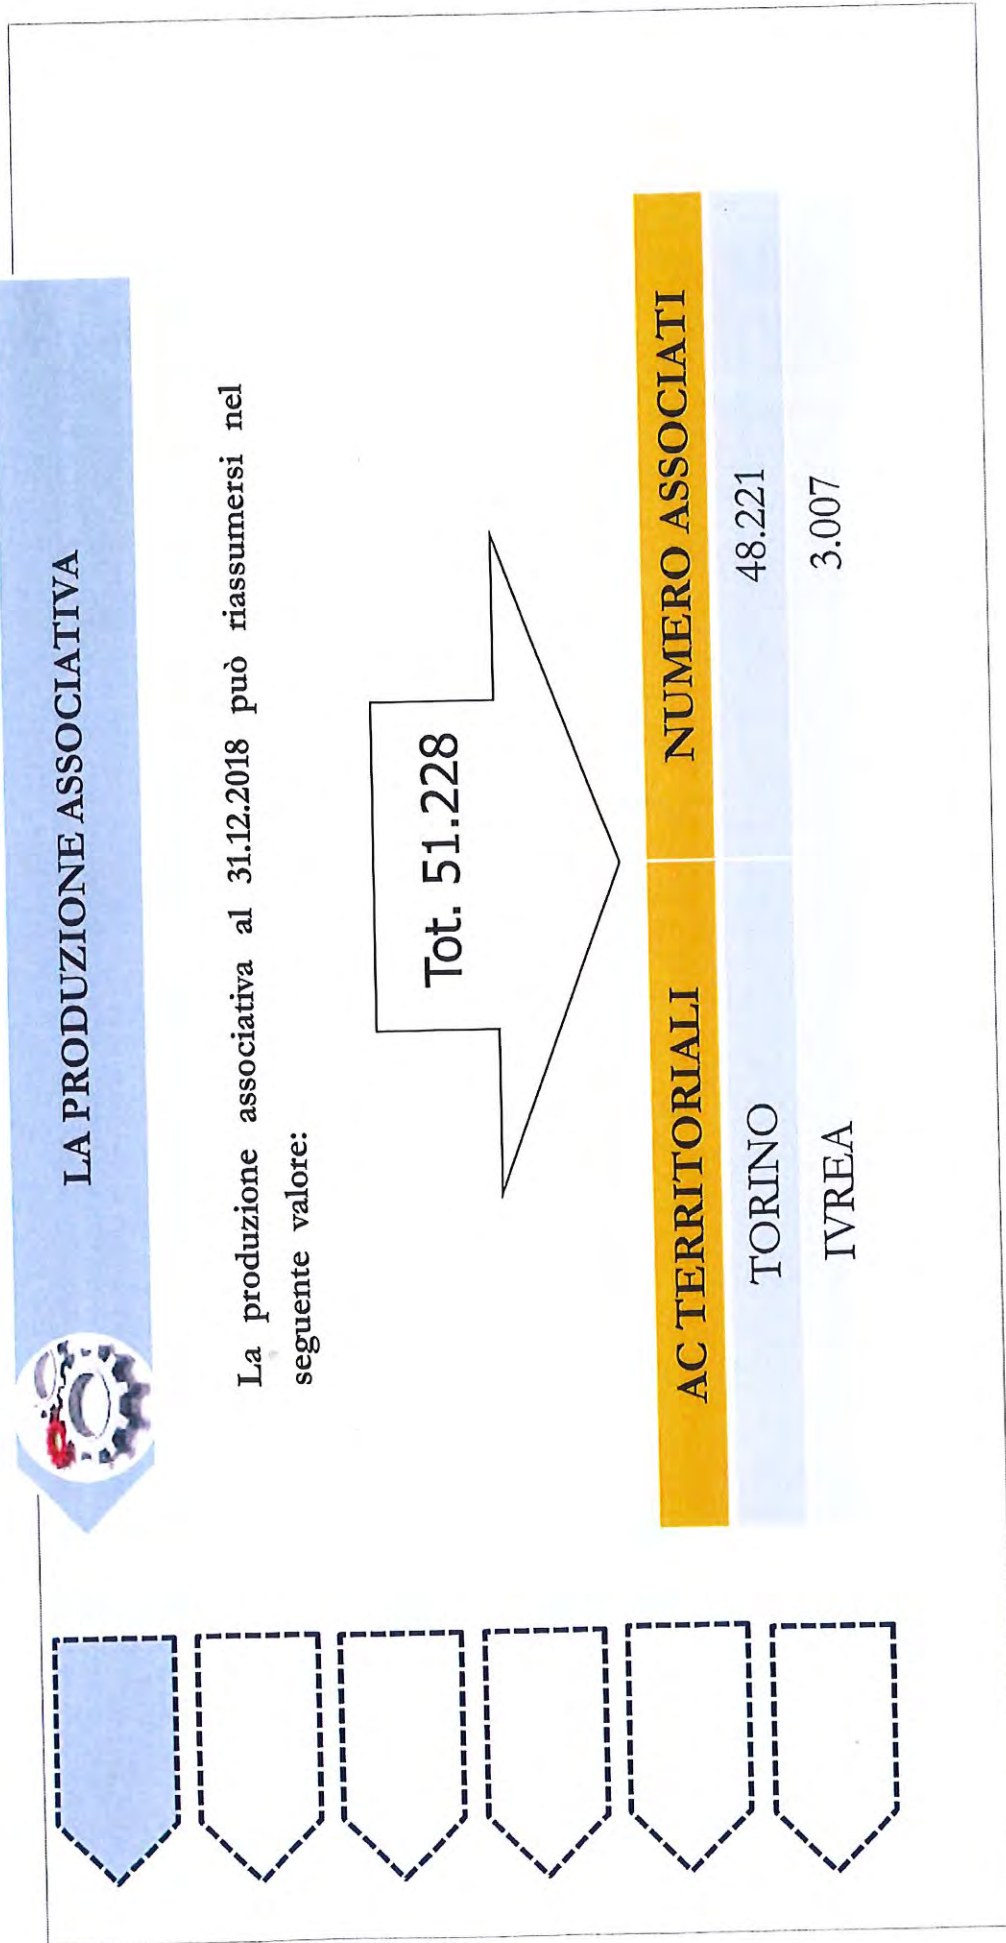 LA PRODUZIONE ASSOCIATIVA
La produzione associativa al 31.12.2018 può riassumersi nel
seguente valore:
Tot. 51.228
AC TERRITORIALI NUMERO ASSOCIATI
TORINO 48.221
IVREA 3.007